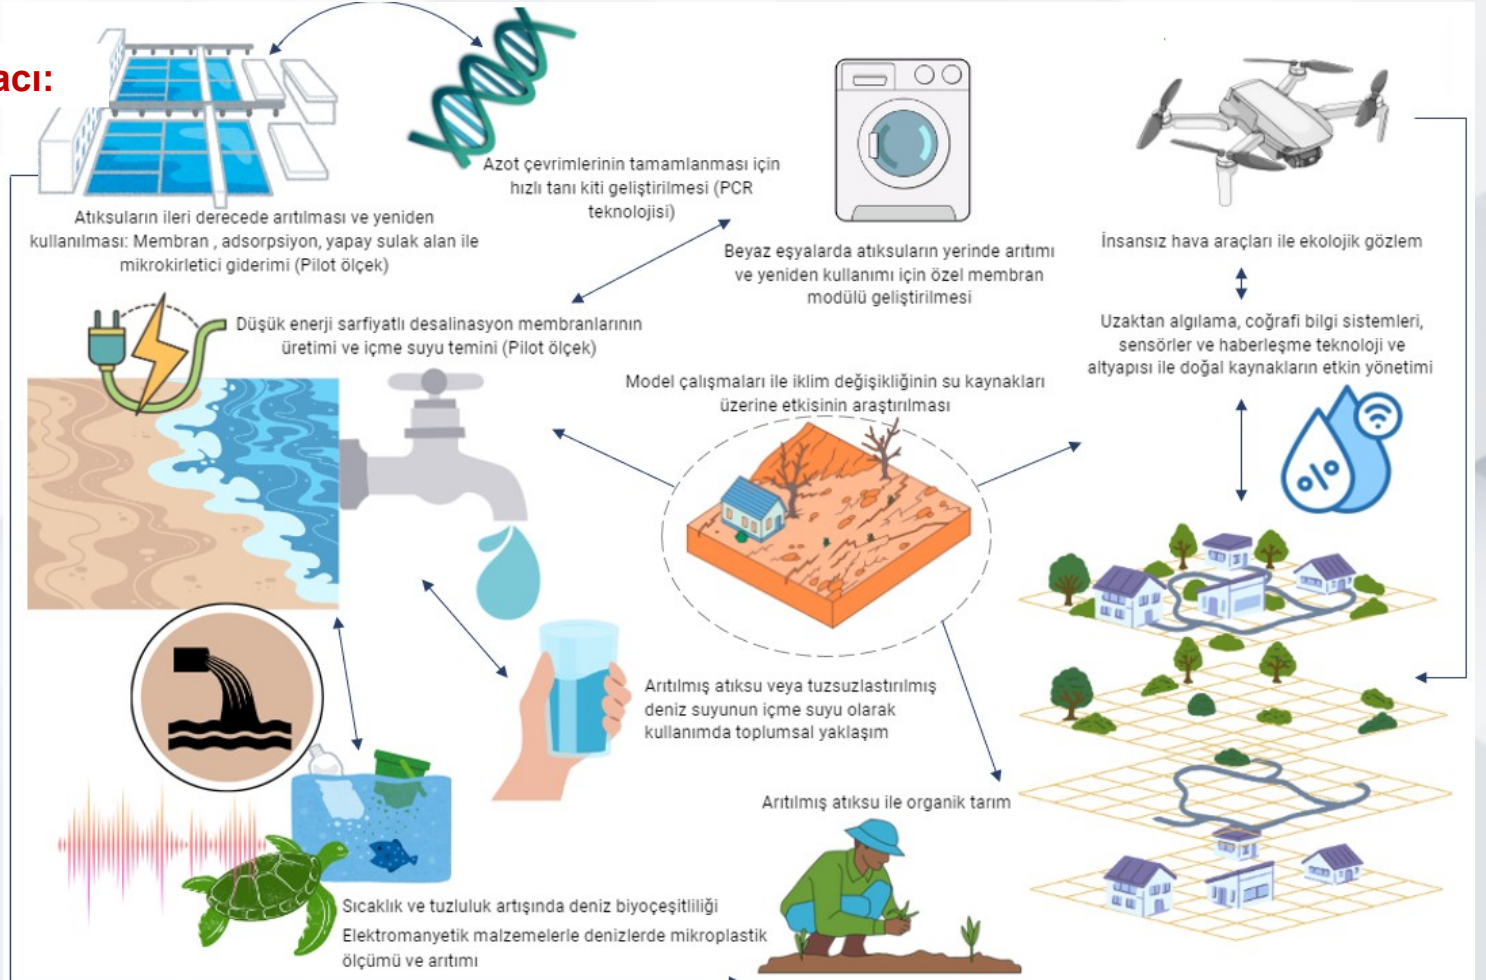 acı:
Azot çevrimlerinin tamamlanması için
hızlı tanı kiti geliştirilmesi (PCR
teknolojisi)
Atıksuların ileri derecede arıtılması ve yeniden
kullanılması: Membran , adsorpsiyon, yapay sulak alan ile
mikrokirletici giderimi (Pilot ölçek)
Beyaz eşyalarda atıksuların yerinde arıtımı
ve yeniden kullanımı için özel membran
modülü geliştirilmesi
İnsansız hava araçları ile ekolojik gözlem
Düşük enerji sarfiyatlı desalinasyon membranlarının
üretimi ve içme suyu temini (Pilot ölçek)
Uzaktan algılama, coğrafi bilgi sistemleri,
sensörler ve haberleşme teknoloji ve
altyapısı ile doğal kaynakların etkin yönetimi
Model çalışmaları ile iklim değişikliğinin su kaynakları
üzerine etkisinin araştırılması
%
Arıtılmış atıksu veya tuzsuzlastırılmış
deniz suyunun içme suyu olarak
kullanımda toplumsal yaklaşım
Arıtılmış atıksu ile organik tarım
Sıcaklık ve tuzluluk artışında deniz biyoçeşitliliği
Elektromanyetik malzemelerle denizlerde mikroplastik
ölçümü ve arıtımı